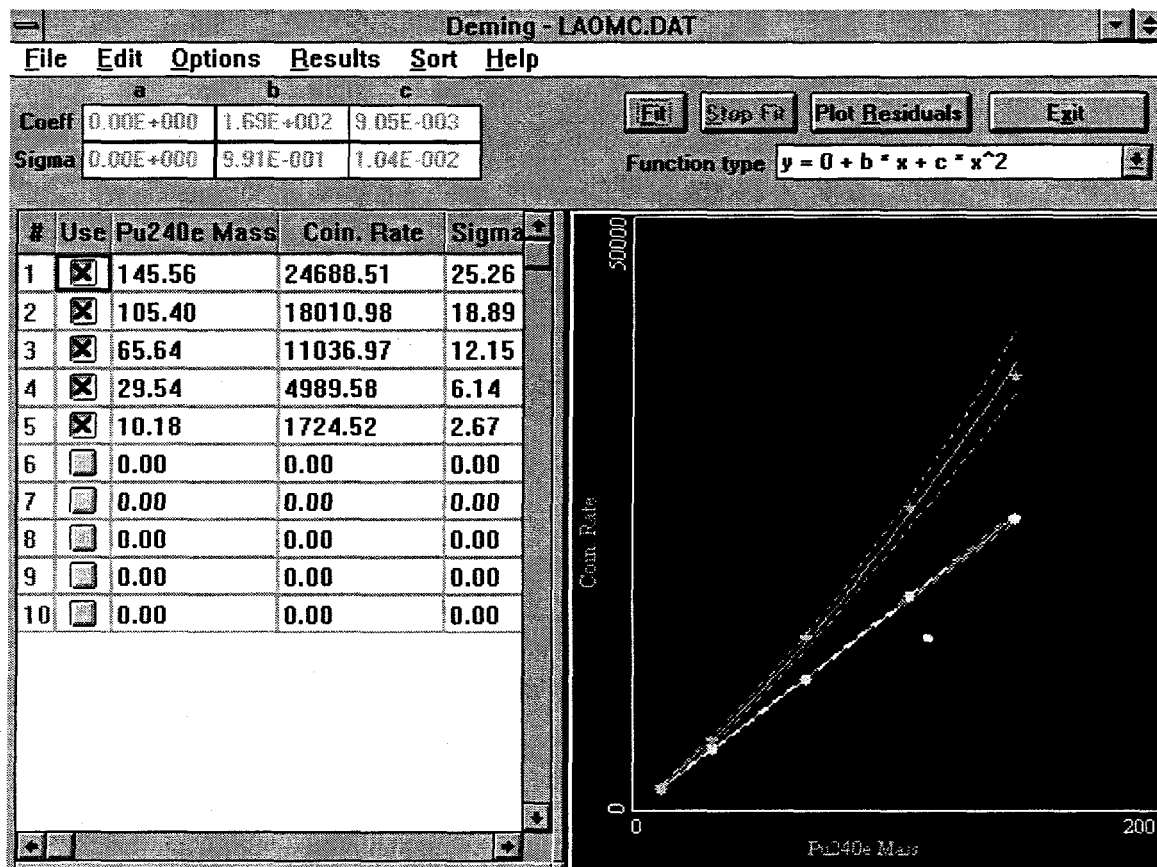 Deming - LAOMC.DAT
File Edit Options Results Sort Help
a b c
Coeff 0.00E+000 1.69E+002 9.05E-003
Sigma 0.00E+000 9.91E-001 1.04E-002
Fit Stop Fit Plot Residuals Exit
Function type y = 0 + b * x + c * x^2
# Use Pu240e Mass Coin. Rate Sigma
1 145.56 24688.51 25.26
2 105.40 18010.98 18.89
3 65.64 11036.97 12.15
4 29.54 4989.58 6.14
5 10.18 1724.52 2.67
6 0.00 0.00 0.00
7 0.00 0.00 0.00
8 0.00 0.00 0.00
9 0.00 0.00 0.00
10 0.00 0.00 0.00
50000
Coin. Rate
0
0 200
Pu240e Mass